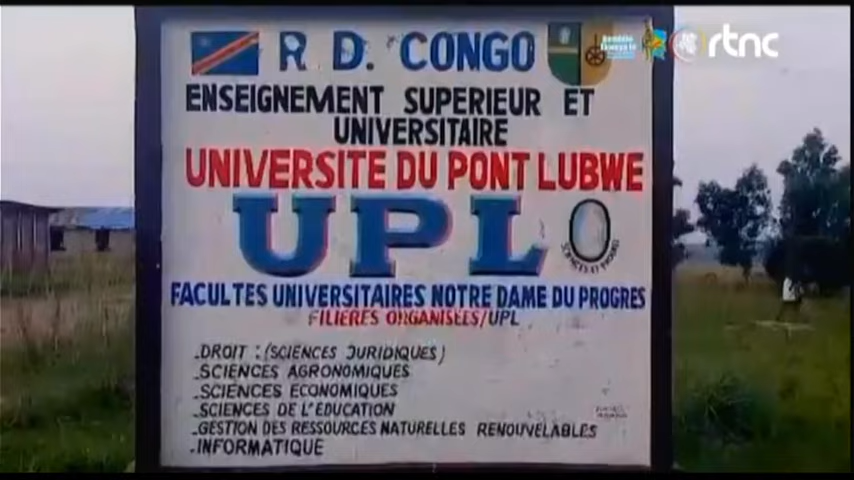 rtnc
R. D. CONGO
ENSEIGNEMENT SUPERIEUR ET
UNIVERSITAIRE
UNIVERSITE DU PONT LUBWE
UPL
FACULTES UNIVERSITAIRES NOTRE DAME DU PROGRES
FILIERES ORGANISEES/UPL
-DROIT : (SCIENCES JURIDIQUES)
-SCIENCES AGRONOMIQUES
-SCIENCES ECONOMIQUES
-SCIENCES DE L'EDUCATION
-GESTION DES RESSOURCES NATURELLES RENOUVELABLES
-INFORMATIQUE